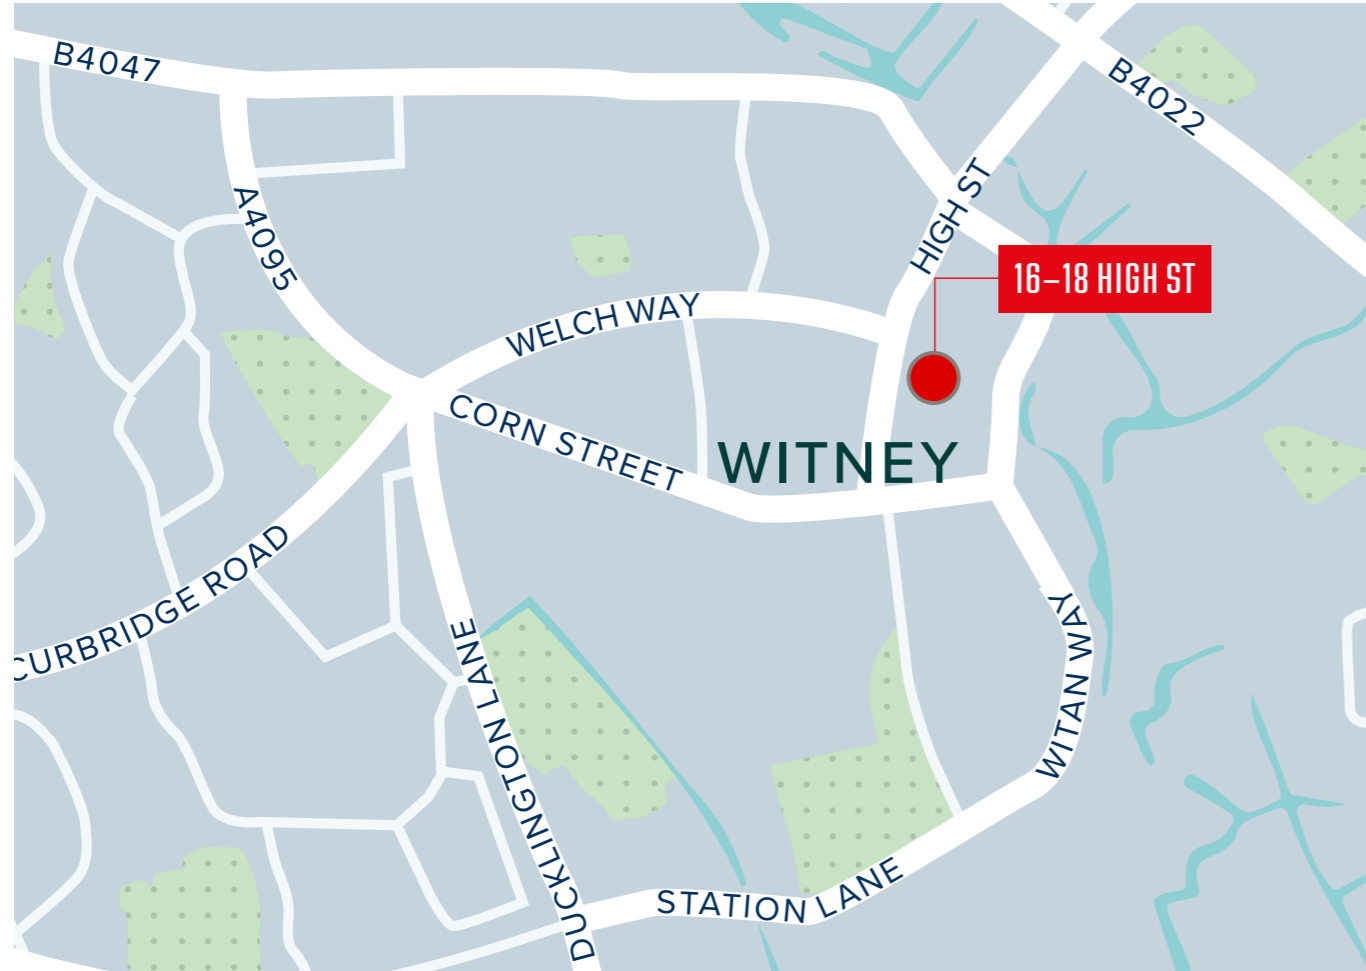 B4047
B4022
A4095
HIGH ST
16–18 HIGH ST
WELCH WAY
CORN STREET
WITNEY
CURBRIDGE ROAD
DUCKLINGTON LANE
WITAN WAY
STATION LANE